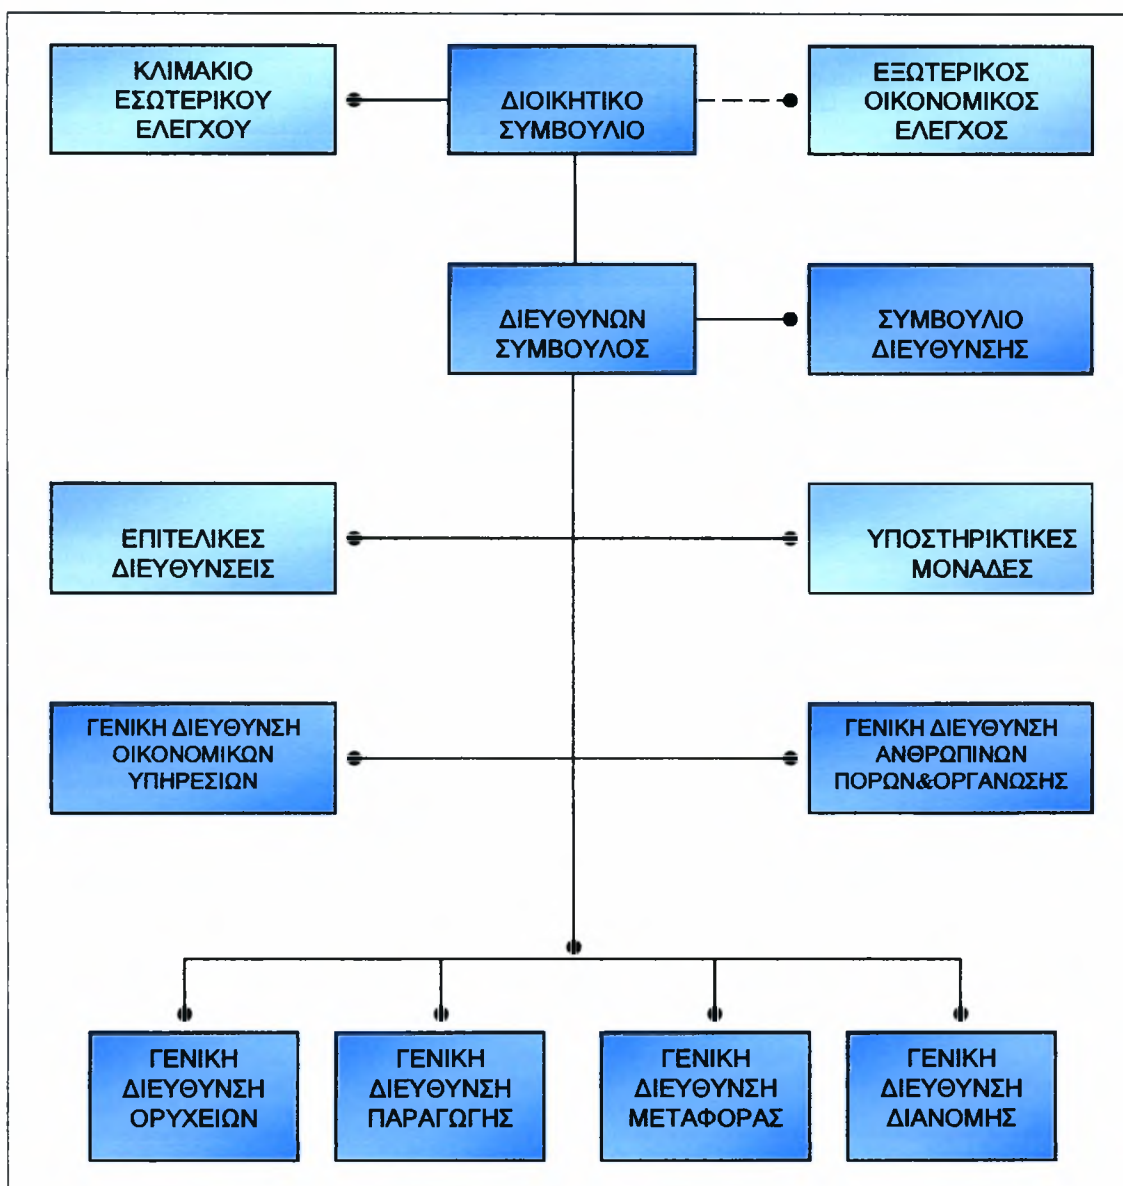 ΚΛΙΜΑΚΙΟ
ΕΣΩΤΕΡΙΚΟΥ
ΕΛΕΓΧΟΥ
ΔΙΟΙΚΗΤΙΚΟ
ΣΥΜΒΟΥΛΙΟ
ΕΞΩΤΕΡΙΚΟΣ
ΟΙΚΟΝΟΜΙΚΟΣ
ΕΛΕΓΧΟΣ
ΔΙΕΥΘΥΝΩΝ
ΣΥΜΒΟΥΛΟΣ
ΣΥΜΒΟΥΛΙΟ
ΔΙΕΥΘΥΝΣΗΣ
ΕΠΙΤΕΛΙΚΕΣ
ΔΙΕΥΘΥΝΣΕΙΣ
ΥΠΟΣΤΗΡΙΚΤΙΚΕΣ
ΜΟΝΑΔΕΣ
ΓΕΝΙΚΗ ΔΙΕΥΘΥΝΣΗ
ΟΙΚΟΝΟΜΙΚΩΝ
ΥΠΗΡΕΣΙΩΝ
ΓΕΝΙΚΗ ΔΙΕΥΘΥΝΣΗ
ΑΝΘΡΩΠΙΝΩΝ
ΠΟΡΩΝ&ΟΡΓΑΝΩΣΗΣ
ΓΕΝΙΚΗ
ΔΙΕΥΘΥΝΣΗ
ΟΡΥΧΕΙΩΝ
ΓΕΝΙΚΗ
ΔΙΕΥΘΥΝΣΗ
ΠΑΡΑΓΩΓΗΣ
ΓΕΝΙΚΗ
ΔΙΕΥΘΥΝΣΗ
ΜΕΤΑΦΟΡΑΣ
ΓΕΝΙΚΗ
ΔΙΕΥΘΥΝΣΗ
ΔΙΑΝΟΜΗΣ